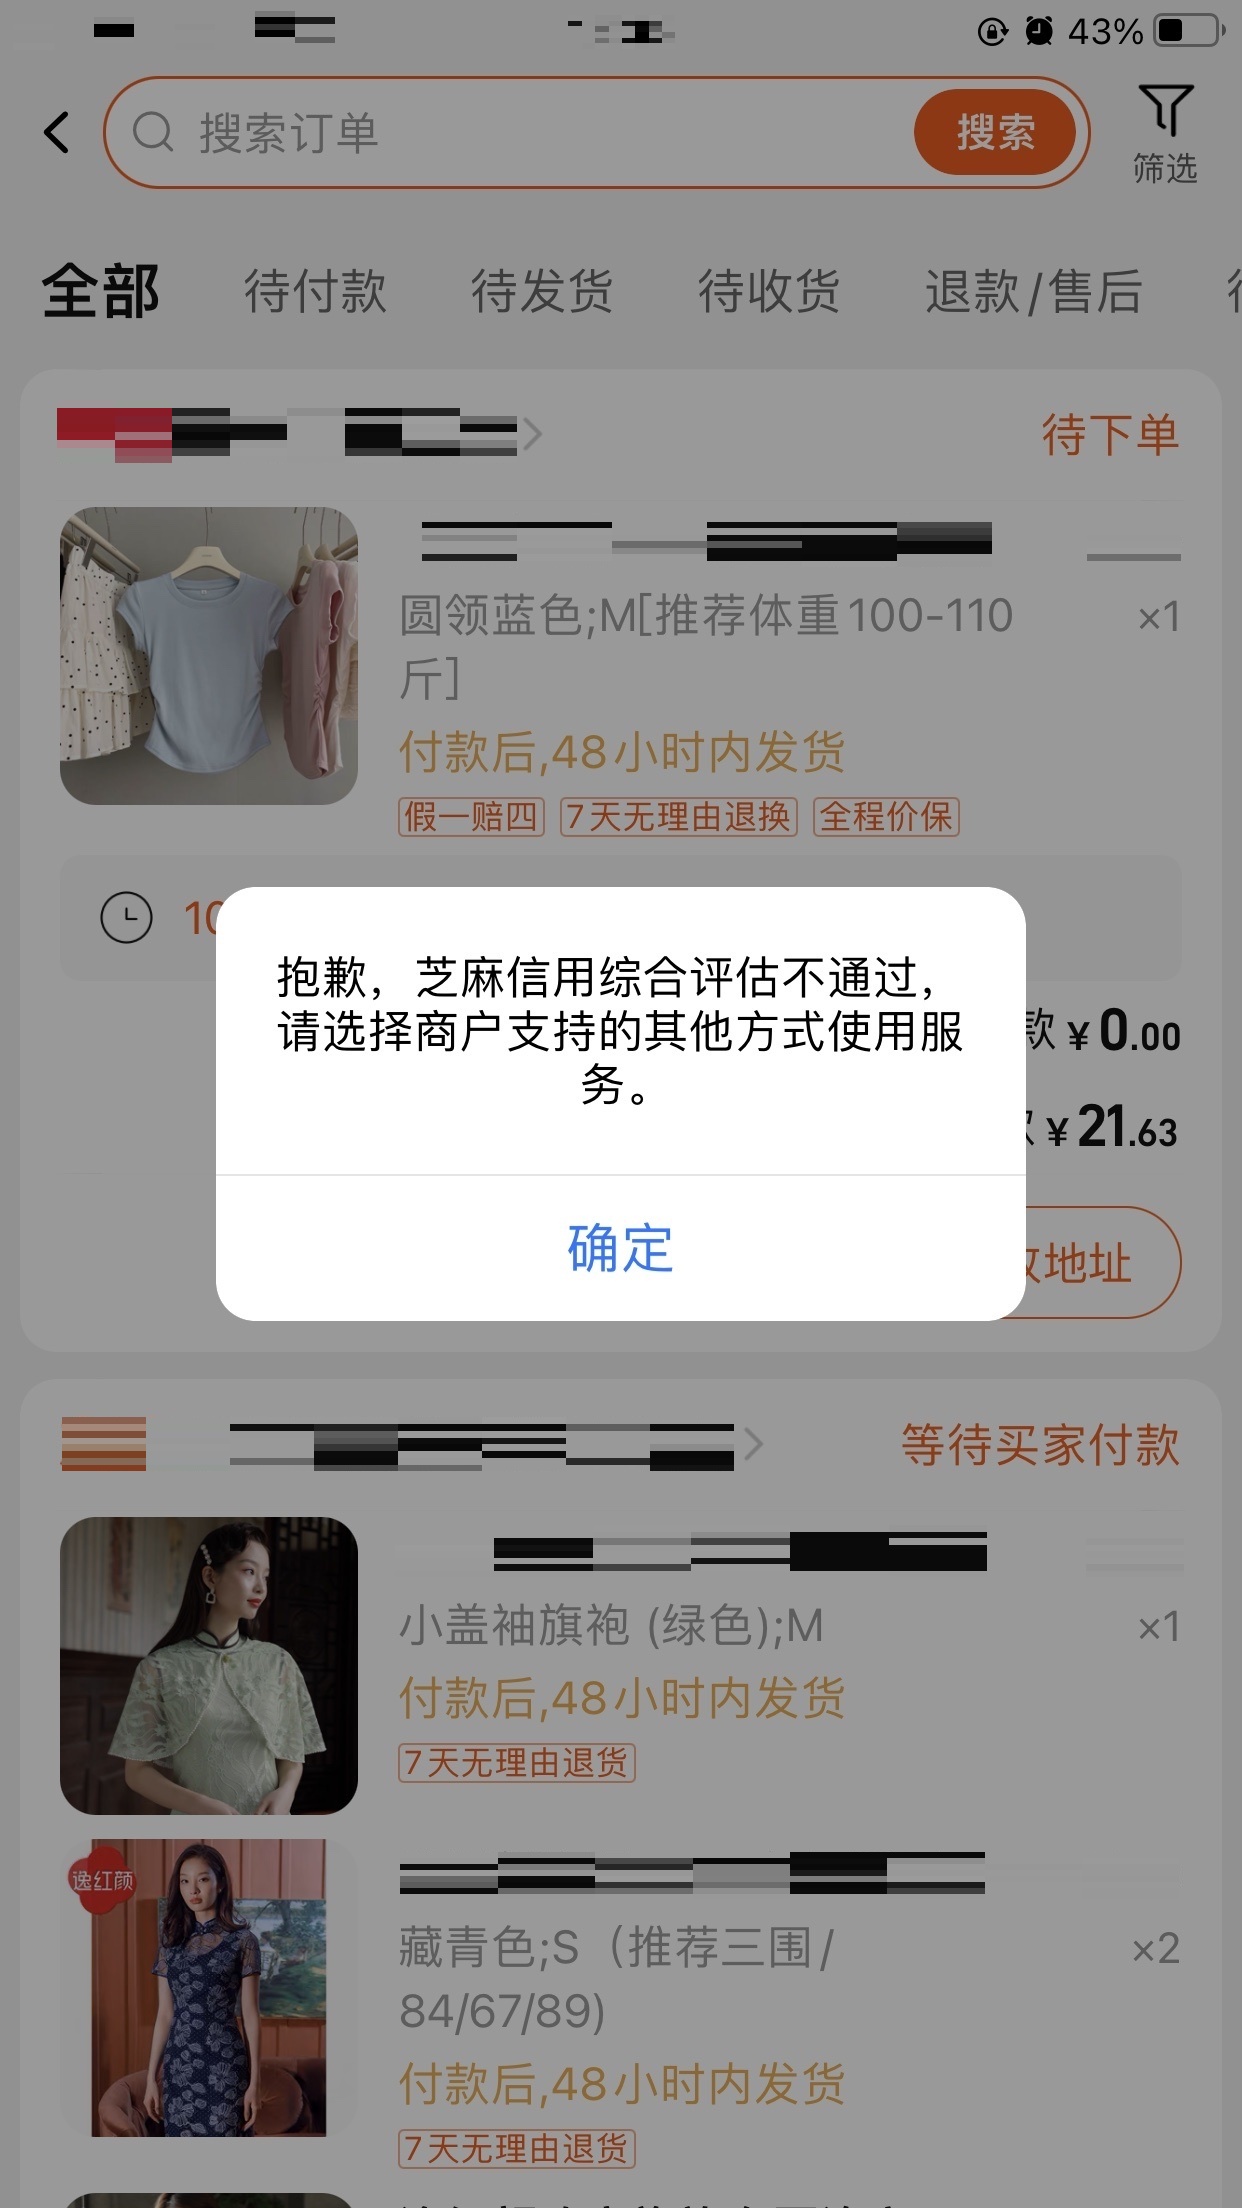 43%
搜索订单
搜索
筛选
全部
待付款
待发货
待收货
退款/售后
待下单
圆领蓝色;M[推荐体重100-110
×1
斤]
付款后,48小时内发货
假一赔四
7天无理由退换
全程价保
10
抱歉，芝麻信用综合评估不通过，
请选择商户支持的其他方式使用服
务。
款 ¥0.00
¥21.63
确定
地址
等待买家付款
小盖袖旗袍 (绿色);M
×1
付款后,48小时内发货
7天无理由退货
逸红颜
藏青色;S（推荐三围/
×2
84/67/89)
付款后,48小时内发货
7天无理由退货